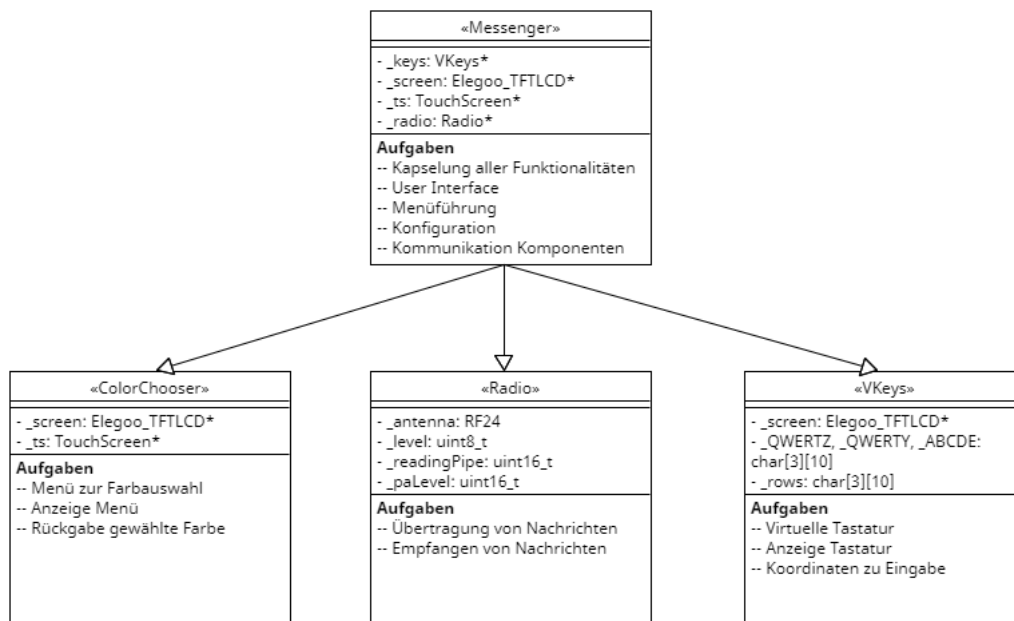 «Messenger»
- _keys: VKeys*
- _screen: Elegoo_TFTLCD*
- _ts: TouchScreen*
- _radio: Radio*
Aufgaben
-- Kapselung aller Funktionalitäten
-- User Interface
-- Menüführung
-- Konfiguration
-- Kommunikation Komponenten
«ColorChooser»
- _screen: Elegoo_TFTLCD*
- _ts: TouchScreen*
Aufgaben
-- Menü zur Farbauswahl
-- Anzeige Menü
-- Rückgabe gewählte Farbe
«Radio»
- _antenna: RF24
- _level: uint8_t
- _readingPipe: uint16_t
- _paLevel: uint16_t
Aufgaben
-- Übertragung von Nachrichten
-- Empfangen von Nachrichten
«VKeys»
- _screen: Elegoo_TFTLCD*
- _QWERTZ, _QWERTY, _ABCDE:
char[3][10]
- _rows: char[3][10]
Aufgaben
-- Virtuelle Tastatur
-- Anzeige Tastatur
-- Koordinaten zu Eingabe